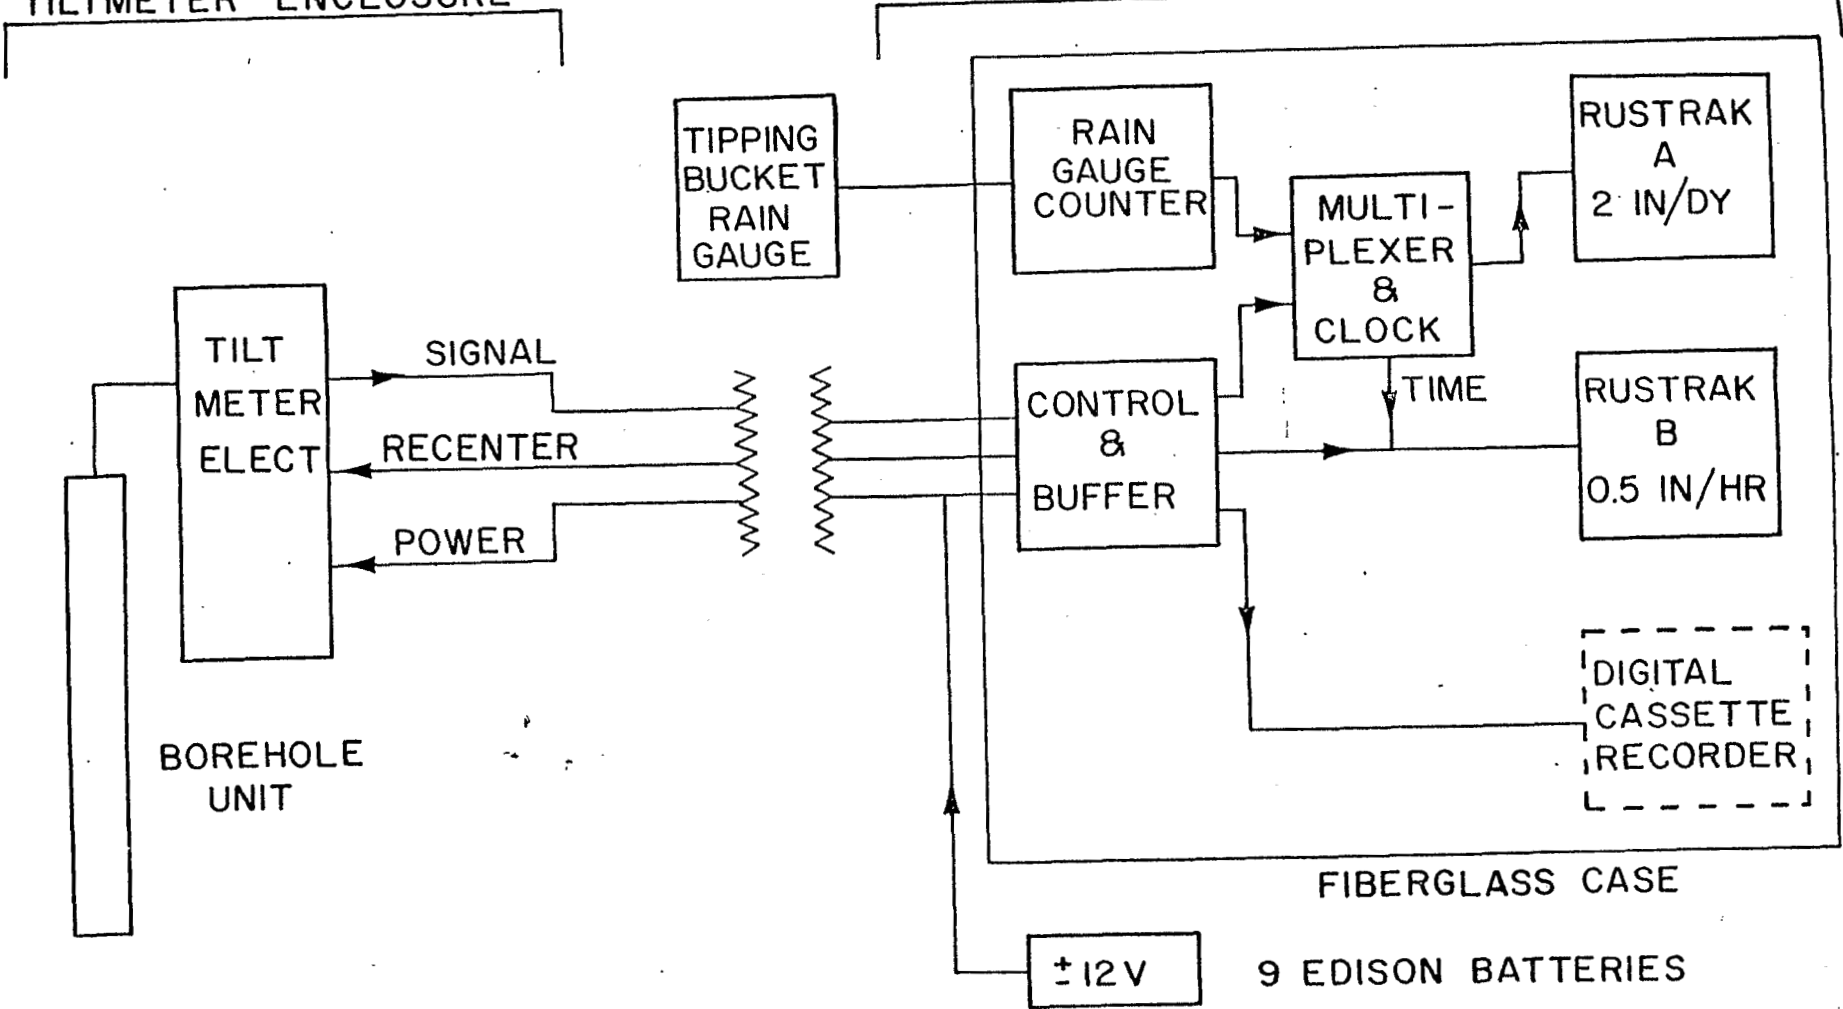 TILTMETER ENCLOSURE
TIPPING
BUCKET
RAIN
GAUGE
RAIN
GAUGE
COUNTER
MULTI-
PLEXER
&
CLOCK
RUSTRAK
A
2 IN/DY
TILT
METER
ELECT
SIGNAL
RECENTER
POWER
CONTROL
&
BUFFER
TIME
RUSTRAK
B
0.5 IN/HR
DIGITAL
CASSETTE
RECORDER
BOREHOLE
UNIT
FIBERGLASS CASE
±12V
9 EDISON BATTERIES